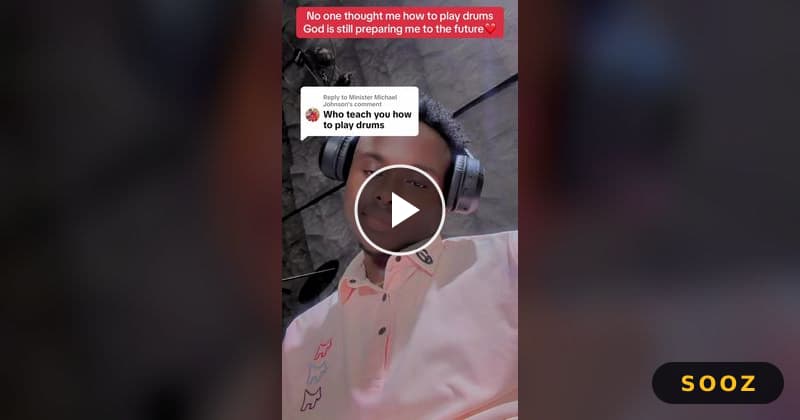 No one thought me how to play drums
God is still preparing me to the future❤️
Reply to Minister Michael
Johnson's comment
Who teach you how
to play drums
SOOZ